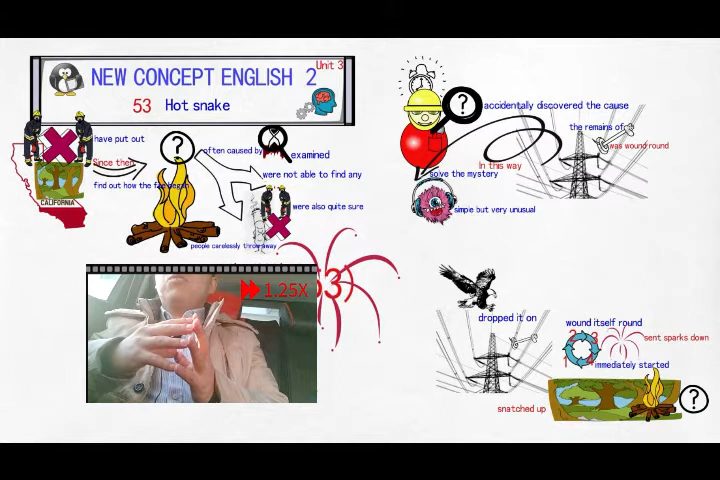 Unit 3
NEW CONCEPT ENGLISH 2
53 Hot snake
have put out
Since then
find out how the fire began
CALIFORNIA
?
often caused by
examined
were not able to find any
were also quite sure
people carelessly throw away
1.25X
?
accidentally discovered the cause
the remains of
was wound round
In this way
solve the mystery
simple but very unusual
dropped it on
wound itself round
sent sparks down
immediately started
snatched up
?